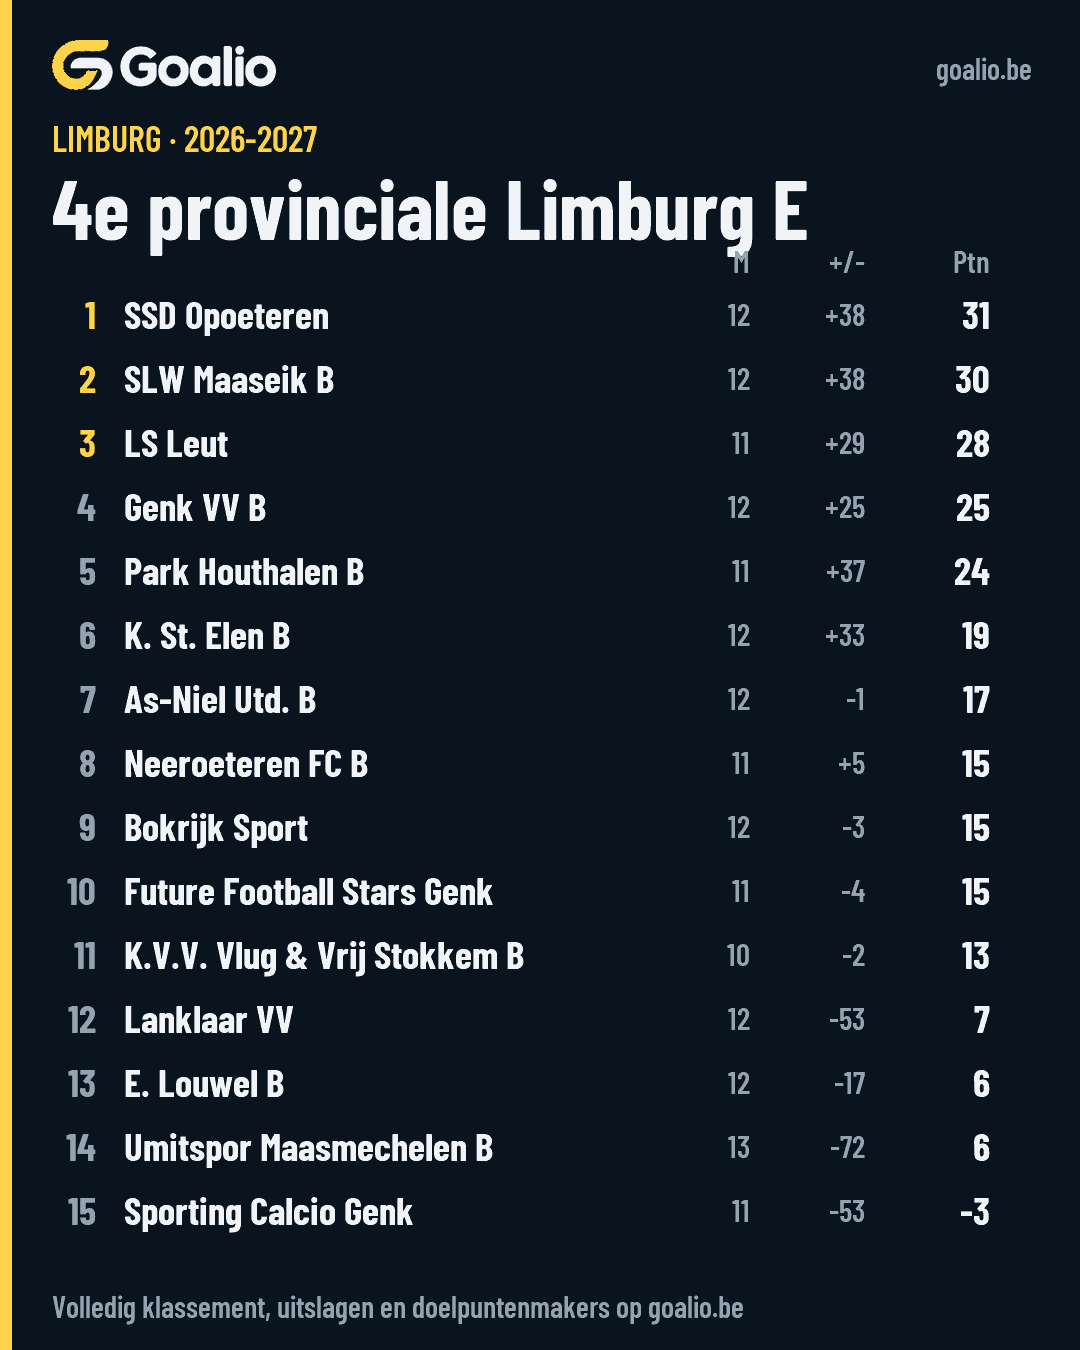 Goalio
goalio.be
LIMBURG · 2026-2027
4e provinciale Limburg E
M +/- Ptn
1 SSD Opoeteren 12 +38 31
2 SLW Maaseik B 12 +38 30
3 LS Leut 11 +29 28
4 Genk VV B 12 +25 25
5 Park Houthalen B 11 +37 24
6 K. St. Elen B 12 +33 19
7 As-Niel Utd. B 12 -1 17
8 Neeroeteren FC B 11 +5 15
9 Bokrijk Sport 12 -3 15
10 Future Football Stars Genk 11 -4 15
11 K.V.V. Vlug & Vrij Stokkem B 10 -2 13
12 Lanklaar VV 12 -53 7
13 E. Louwel B 12 -17 6
14 Umitspor Maasmechelen B 13 -72 6
15 Sporting Calcio Genk 11 -53 -3
Volledig klassement, uitslagen en doelpuntenmakers op goalio.be